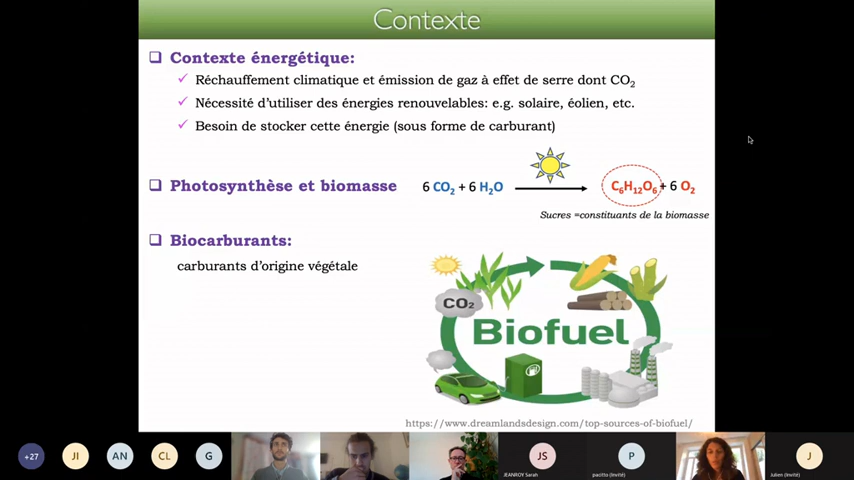 Contexte
Contexte énergétique:
Réchauffement climatique et émission de gaz à effet de serre dont CO₂
Nécessité d'utiliser des énergies renouvelables: e.g. solaire, éolien, etc.
Besoin de stocker cette énergie (sous forme de carburant)
Photosynthèse et biomasse
6 CO₂ + 6 H₂O
C₆H₁₂O₆ + 6 O₂
Sucres =constituants de la biomasse
Biocarburants:
carburants d'origine végétale
CO₂
Biofuel
https://www.dreamlandsdesign.com/top-sources-of-biofuel/
+27
JI
AN
CL
G
JS
P
J
JEANROY Sarah
pacitto (Invité)
Julien (Invité)